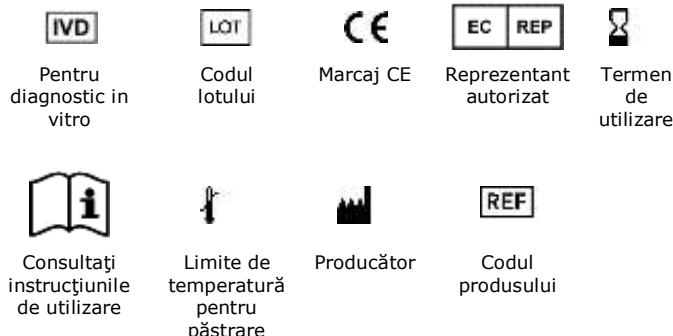 IVD
LOT
CE
EC REP
Pentru
diagnostic in
vitro
Codul
lotului
Marcaj CE
Reprezentant
autorizat
Termen
de
utilizare
i
REF
Consultaţi
instrucţiunile
de utilizare
Limite de
temperatură
pentru
păstrare
Producător
Codul
produsului